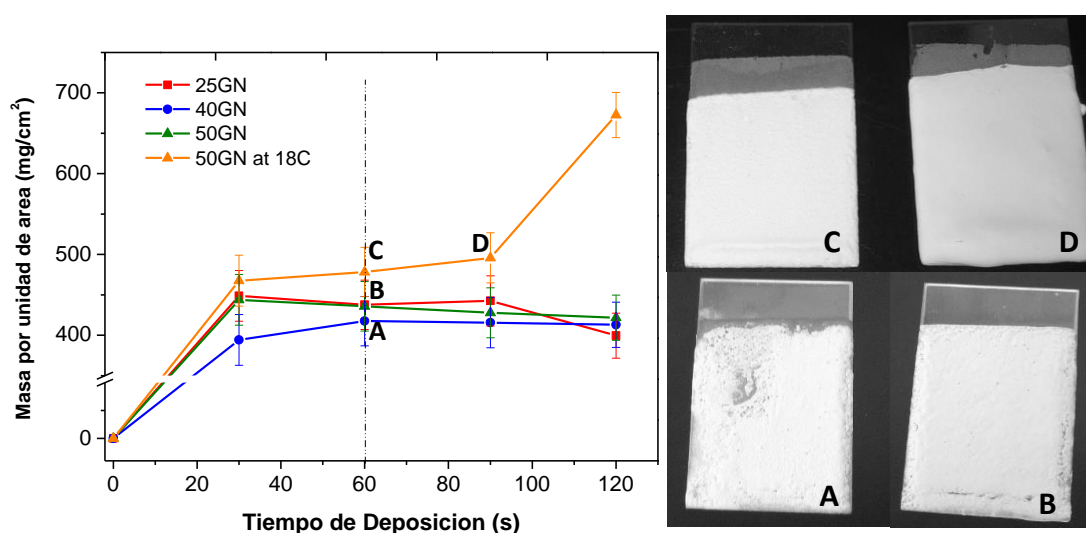 25GN
40GN
50GN
50GN at 18C
Masa por unidad de area (mg/cm²)
700
600
500
400
0
C
D
B
A
0
20
40
60
80
100
120
Tiempo de Deposicion (s)
C
D
A
B